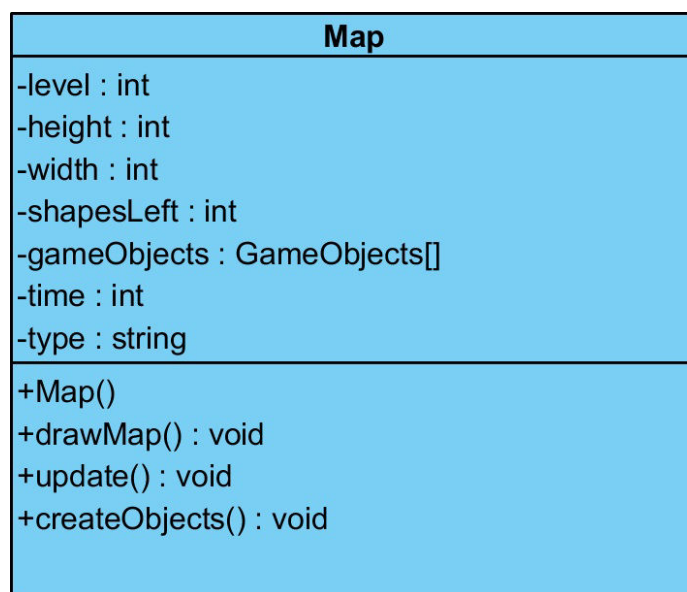 Map
-level : int
-height : int
-width : int
-shapesLeft : int
-gameObjects : GameObjects[]
-time : int
-type : string
+Map()
+drawMap() : void
+update() : void
+createObjects() : void